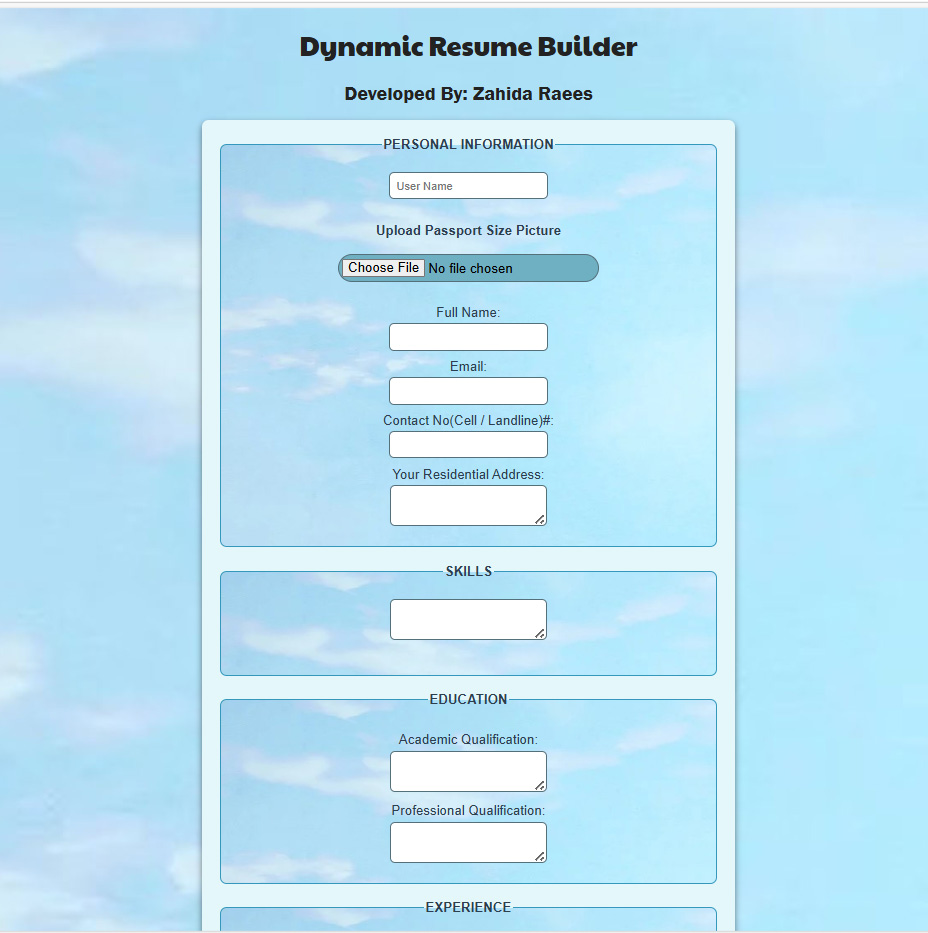 Dynamic Resume Builder
Developed By: Zahida Raees
PERSONAL INFORMATION
User Name
Upload Passport Size Picture
Choose File No file chosen
Full Name:
Email:
Contact No(Cell / Landline)#:
Your Residential Address:
SKILLS
EDUCATION
Academic Qualification:
Professional Qualification:
EXPERIENCE